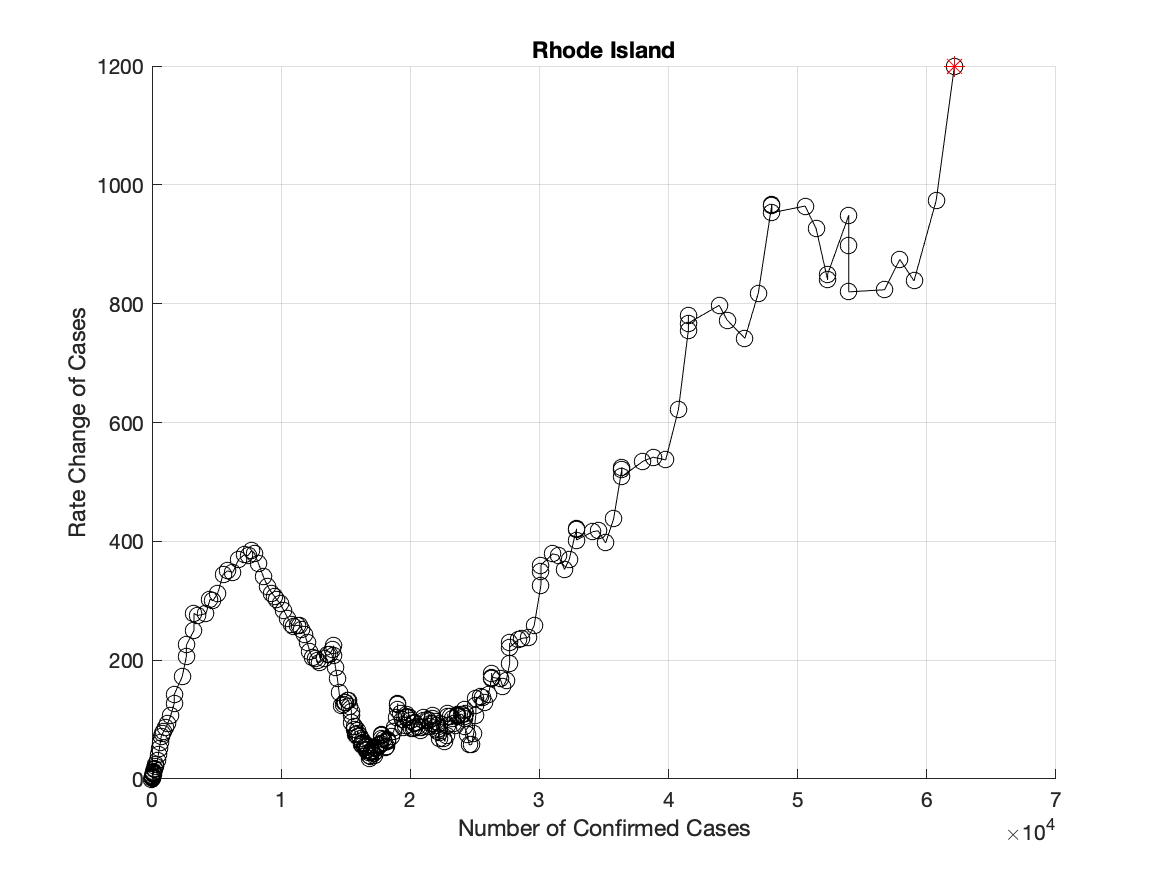 Rhode Island
1200
1000
800
600
400
200
0
Rate Change of Cases
0 1 2 3 4 5 6 7
Number of Confirmed Cases
×10^4